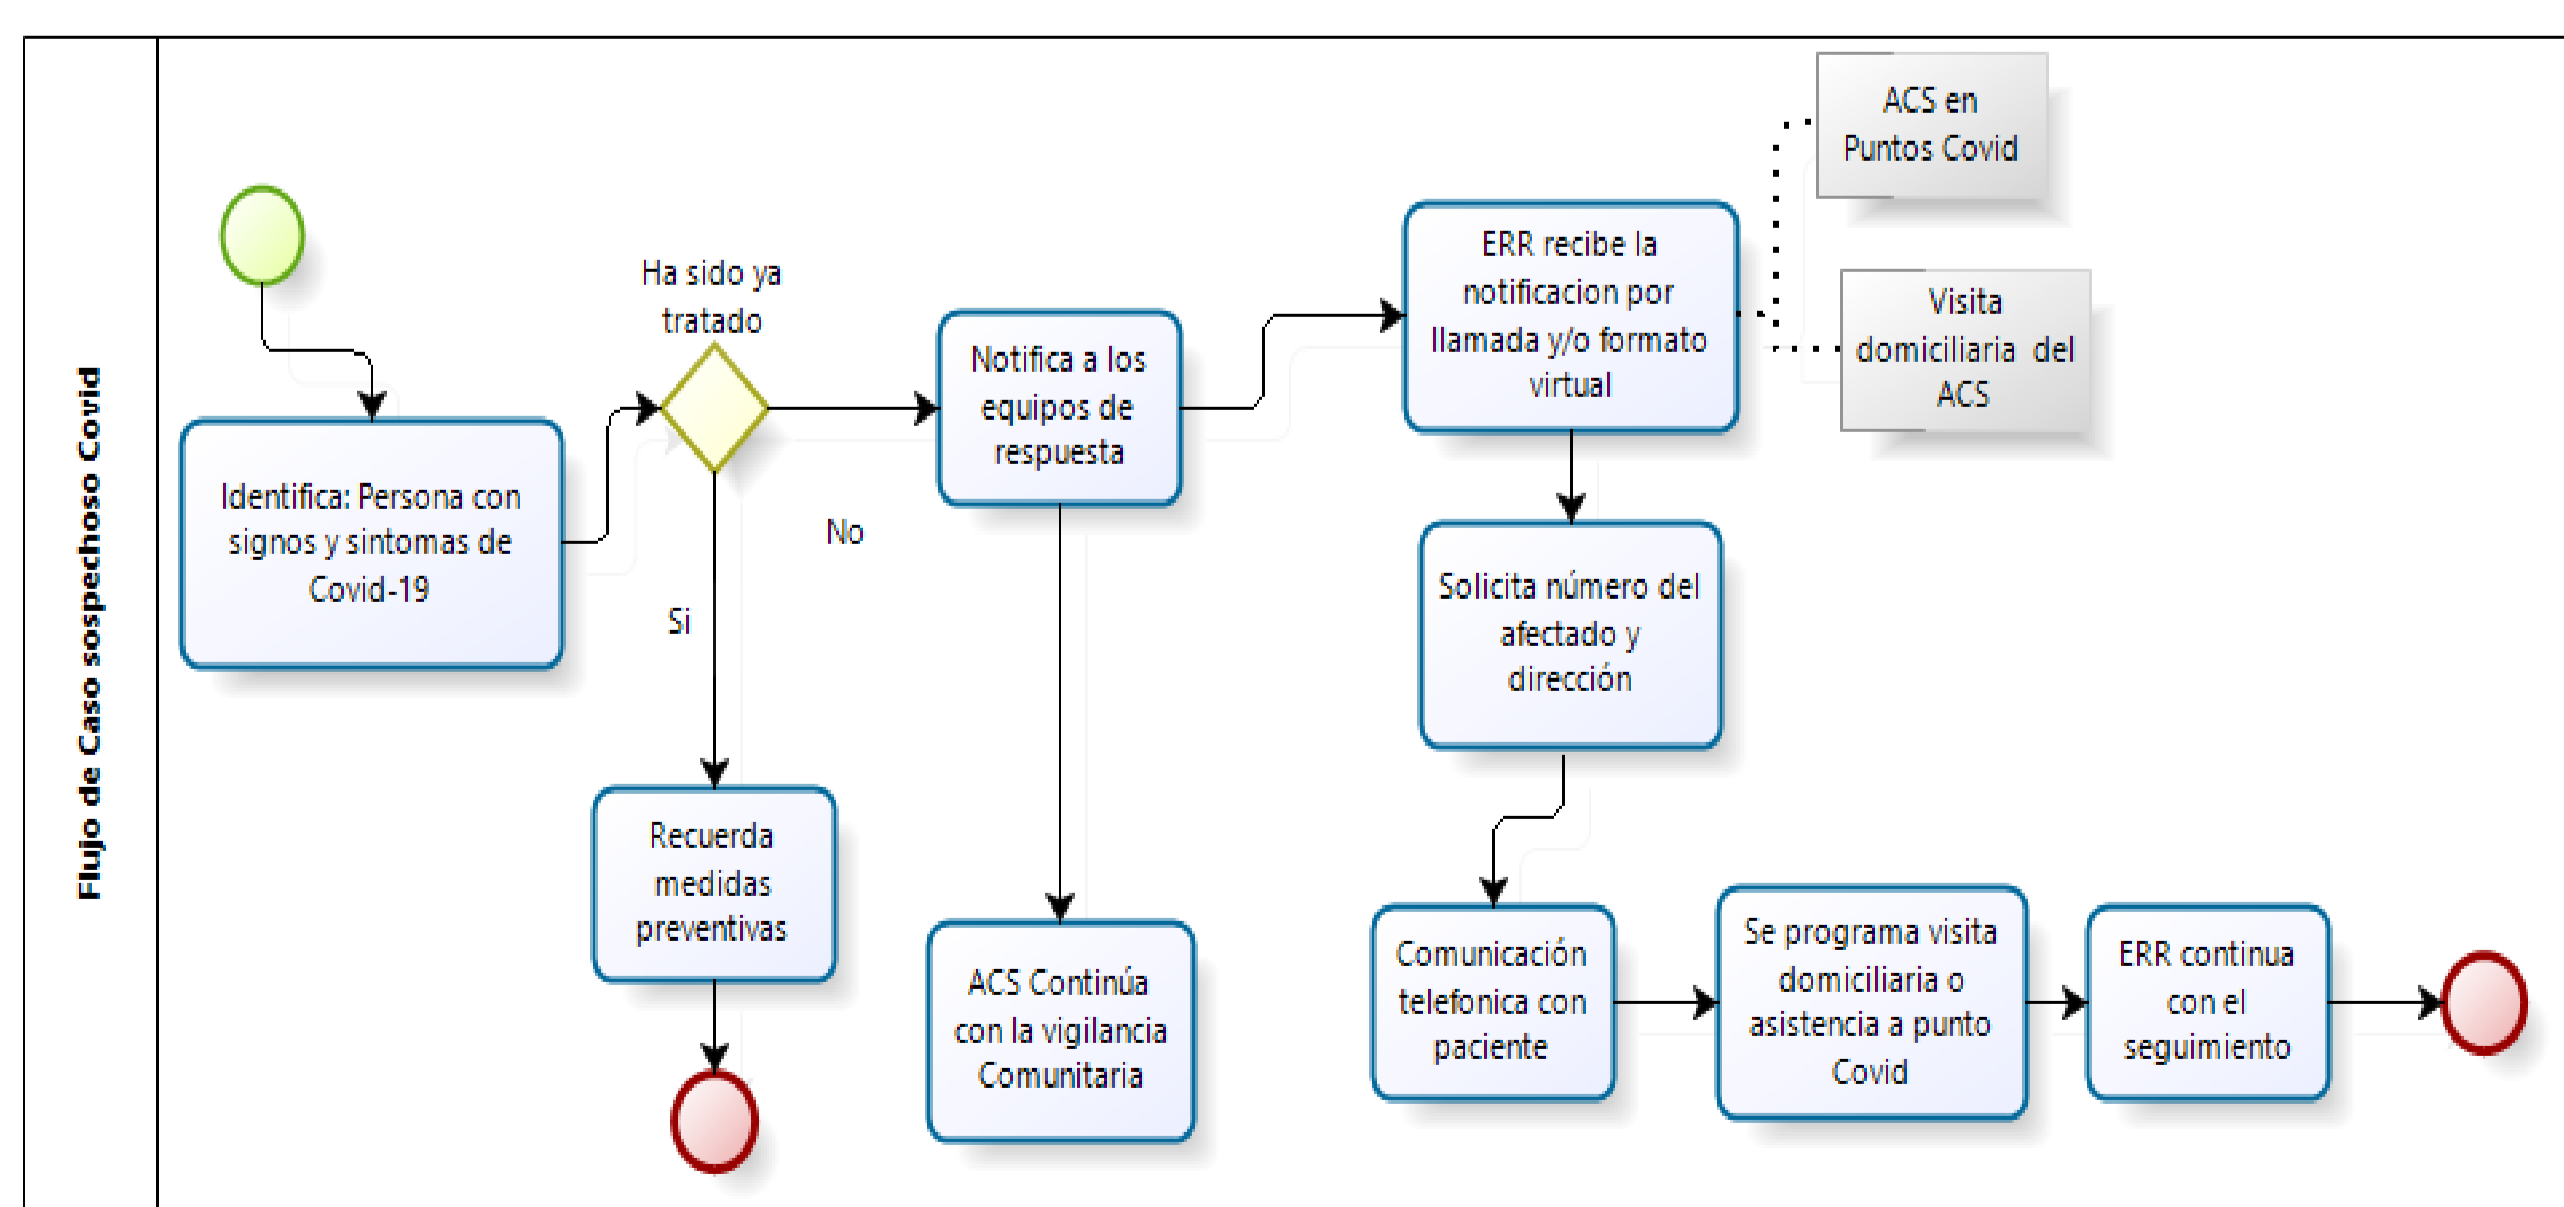 Flujo de Caso sospechoso Covid
Identifica: Persona con
signos y sintomas de
Covid-19
Ha sido ya
tratado
Si
No
Recuerda
medidas
preventivas
Notifica a los
equipos de
respuesta
ACS Continúa
con la vigilancia
Comunitaria
ERR recibe la
notificacion por
llamada y/o formato
virtual
ACS en
Puntos Covid
Visita
domiciliaria del
ACS
Solicita número del
afectado y
dirección
Comunicación
telefonica con
paciente
Se programa visita
domiciliaria o
asistencia a punto
Covid
ERR continua
con el
seguimiento